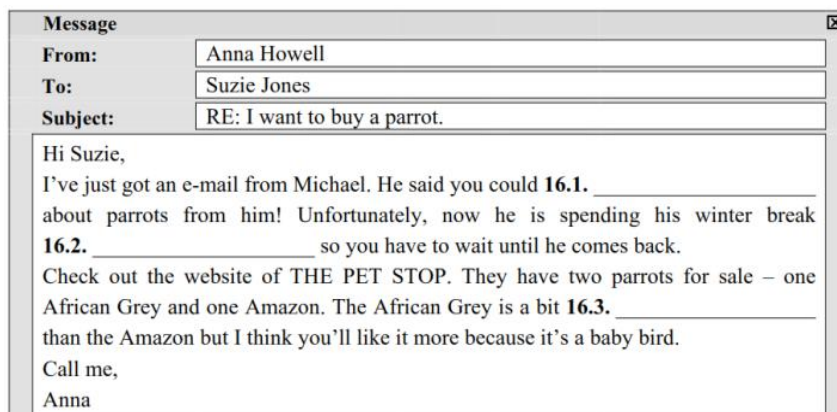 Message
From: Anna Howell
To: Suzie Jones
Subject: RE: I want to buy a parrot.
Hi Suzie,
I’ve just got an e-mail from Michael. He said you could 16.1. ____________________
about parrots from him! Unfortunately, now he is spending his winter break
16.2. ____________________ so you have to wait until he comes back.
Check out the website of THE PET STOP. They have two parrots for sale – one
African Grey and one Amazon. The African Grey is a bit 16.3. ____________________
than the Amazon but I think you’ll like it more because it’s a baby bird.
Call me,
Anna